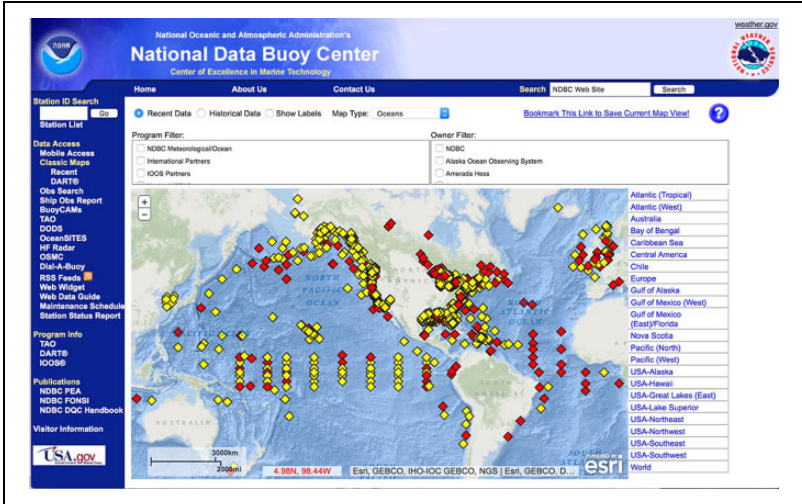 weather.gov
NOAA
National Oceanic and Atmospheric Administration's
National Data Buoy Center
Center of Excellence in Marine Technology
Home About Us Contact Us Search NDBC Web Site Search
Station ID Search
Go
Station List
Data Access
Mobile Access
Classic Maps
Recent
DART®
Obs Search
Ship Obs Report
BuoyCAMs
TAO
DODS
OceanSITES
HF Radar
OSMC
Dial-A-Buoy
RSS Feeds
Web Widget
Web Data Guide
Maintenance Schedule
Station Status Report
Program Info
TAO
DART®
IOOS®
Publications
NDBC PEA
NDBC FONSI
NDBC DQC Handbook
Visitor Information
USA.gov
Recent Data Historical Data Show Labels Map Type: Oceans Bookmark This Link to Save Current Map View! ?
Program Filter:
NDBC Meteorological/Ocean
International Partners
IOOS Partners
Owner Filter:
NDBC
Alaska Ocean Observing System
Amerada Hess
+
-
NORTH
PACIFIC
OCEAN
ATLANTIC
OCEAN
SOUTH
AUSTRALIA
3000km
2000mi
4.98N, 98.44W
Esri, GEBCO, IHO-IOC GEBCO, NGS | Esri, GEBCO, D...
POWERED BY
esri
Atlantic (Tropical)
Atlantic (West)
Australia
Bay of Bengal
Caribbean Sea
Central America
Chile
Europe
Gulf of Alaska
Gulf of Mexico (West)
Gulf of Mexico
(East)/Florida
Nova Scotia
Pacific (North)
Pacific (West)
USA-Alaska
USA-Hawaii
USA-Great Lakes (East)
USA-Lake Superior
USA-Northeast
USA-Northwest
USA-Southeast
USA-Southwest
World